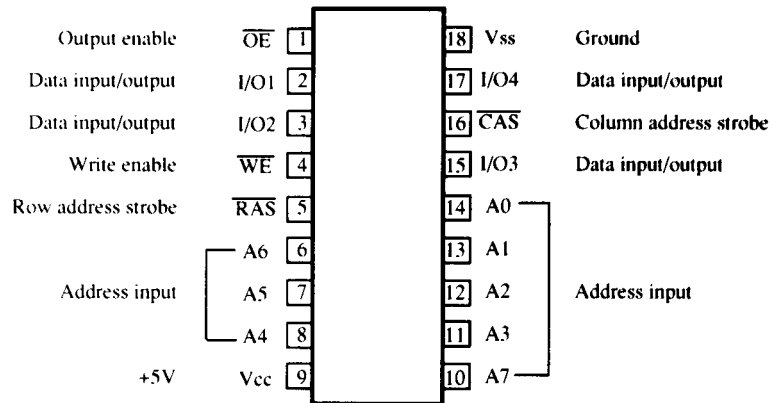 Output enable OE 1 18 Vss Ground
Data input/output I/O1 2 17 I/O4 Data input/output
Data input/output I/O2 3 16 CAS Column address strobe
Write enable WE 4 15 I/O3 Data input/output
Row address strobe RAS 5 14 A0
A6 6 13 A1
Address input A5 7 12 A2 Address input
A4 8 11 A3
+5V Vcc 9 10 A7